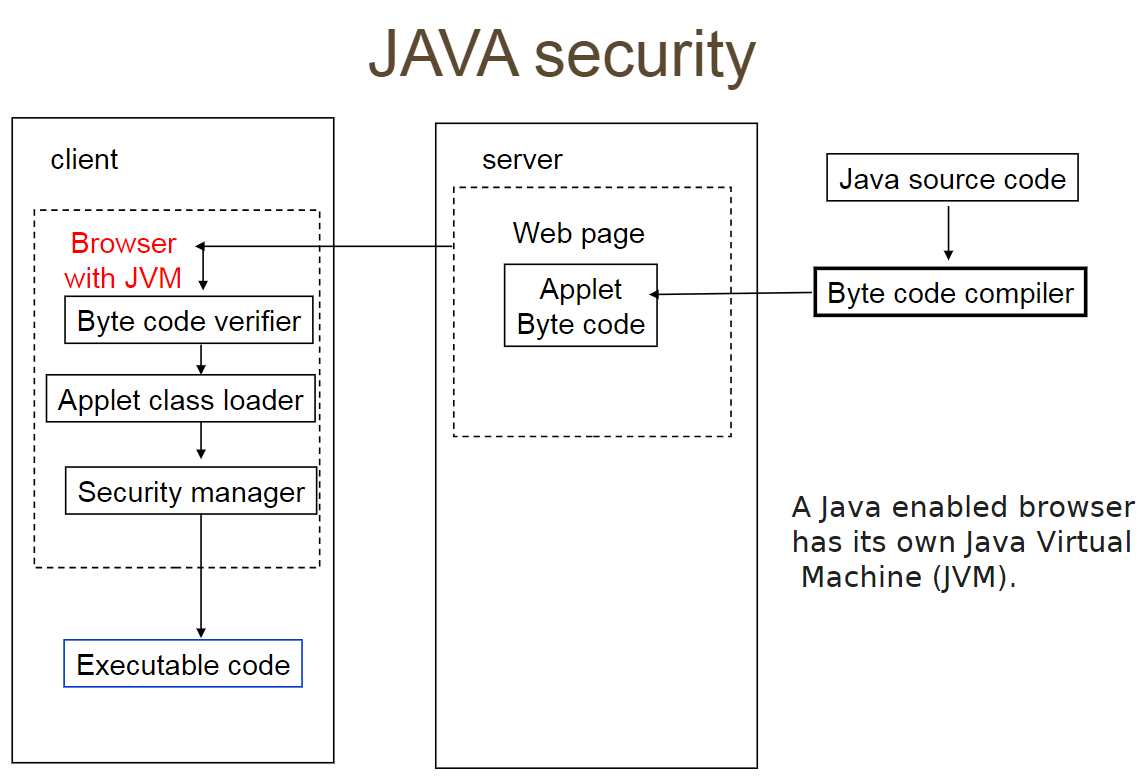 JAVA security
client
Browser
with JVM
Byte code verifier
Applet class loader
Security manager
Executable code
server
Web page
Applet
Byte code
Java source code
Byte code compiler
A Java enabled browser
has its own Java Virtual
Machine (JVM).